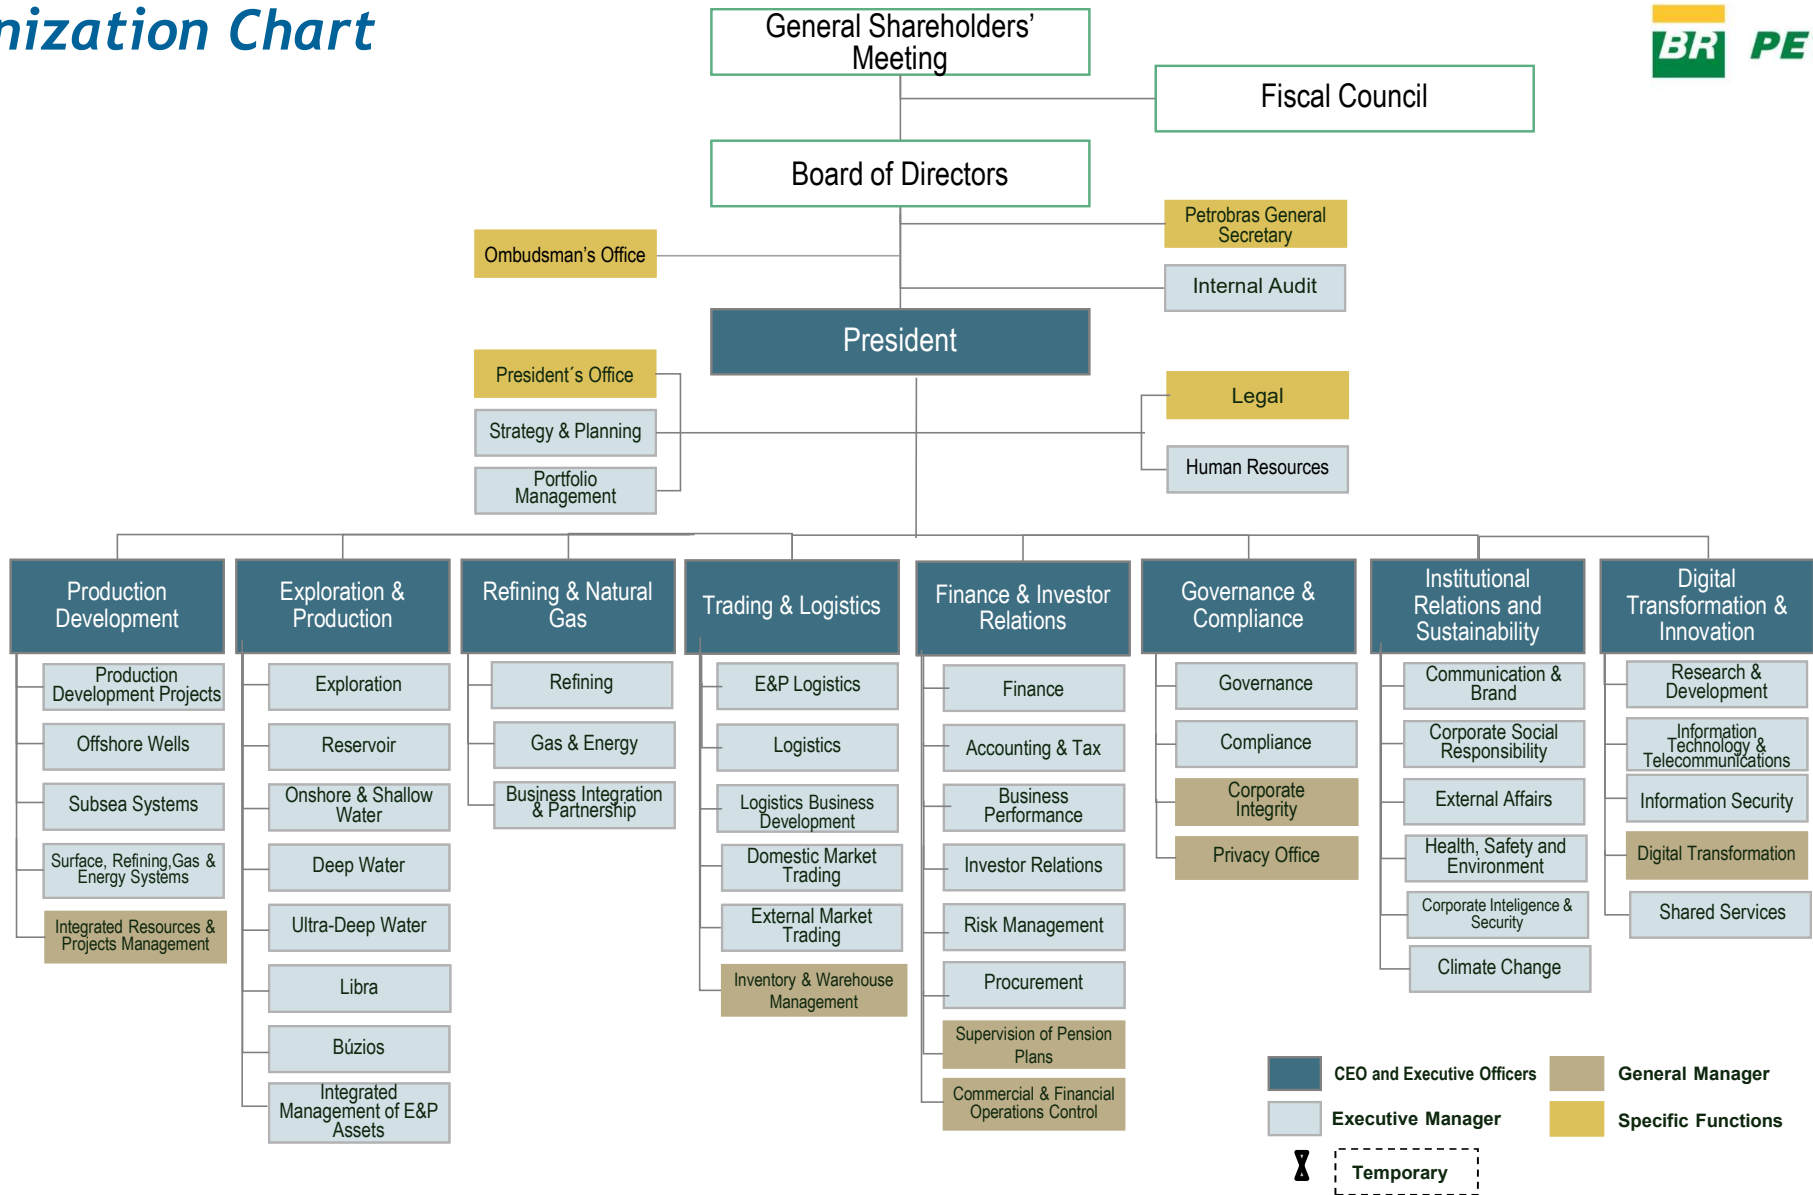 nization Chart
BR PE
General Shareholders’
Meeting
Fiscal Council
Board of Directors
Petrobras General
Secretary
Ombudsman’s Office
Internal Audit
President
President´s Office
Legal
Strategy & Planning
Human Resources
Portfolio
Management
Production
Development
Exploration &
Production
Refining & Natural
Gas
Trading & Logistics
Finance & Investor
Relations
Governance &
Compliance
Institutional
Relations and
Sustainability
Digital
Transformation &
Innovation
Production
Development Projects
Offshore Wells
Subsea Systems
Surface, Refining,Gas &
Energy Systems
Integrated Resources &
Projects Management
Exploration
Reservoir
Onshore & Shallow
Water
Deep Water
Ultra-Deep Water
Libra
Búzios
Integrated
Management of E&P
Assets
Refining
Gas & Energy
Business Integration
& Partnership
E&P Logistics
Logistics
Logistics Business
Development
Domestic Market
Trading
External Market
Trading
Inventory & Warehouse
Management
Finance
Accounting & Tax
Business
Performance
Investor Relations
Risk Management
Procurement
Supervision of Pension
Plans
Commercial & Financial
Operations Control
Governance
Compliance
Corporate
Integrity
Privacy Office
Communication &
Brand
Corporate Social
Responsibility
External Affairs
Health, Safety and
Environment
Corporate Inteligence &
Security
Climate Change
Research &
Development
Information
Technology &
Telecommunications
Information Security
Digital Transformation
Shared Services
CEO and Executive Officers
General Manager
Executive Manager
Specific Functions
Temporary